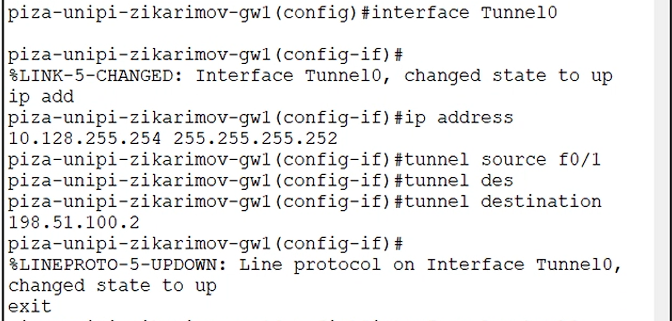 piza-unipi-zikarimov-gw1(config)#interface Tunnel0
piza-unipi-zikarimov-gw1(config-if)#
%LINK-5-CHANGED: Interface Tunnel0, changed state to up
ip add
piza-unipi-zikarimov-gw1(config-if)#ip address
10.128.255.254 255.255.255.252
piza-unipi-zikarimov-gw1(config-if)#tunnel source f0/1
piza-unipi-zikarimov-gw1(config-if)#tunnel des
piza-unipi-zikarimov-gw1(config-if)#tunnel destination
198.51.100.2
piza-unipi-zikarimov-gw1(config-if)#
%LINEPROTO-5-UPDOWN: Line protocol on Interface Tunnel0,
changed state to up
exit